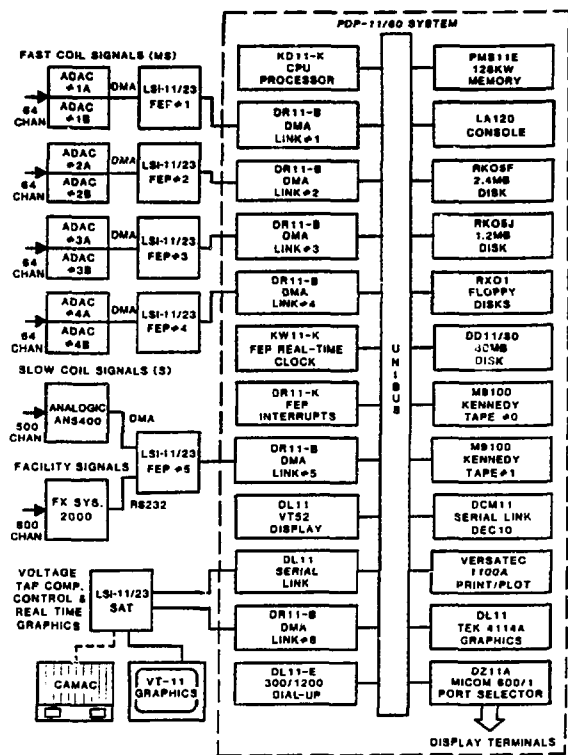 PDP-11/60 SYSTEM
FAST COIL SIGNALS (MS)
ADAC
#1A
ADAC
#1B
64
CHAN
DMA
LSI-11/23
FEP#1
ADAC
#2A
ADAC
#2B
64
CHAN
DMA
LSI-11/23
FEP#2
ADAC
#3A
ADAC
#3B
64
CHAN
DMA
LSI-11/23
FEP#3
ADAC
#4A
ADAC
#4B
64
CHAN
DMA
LSI-11/23
FEP#4
SLOW COIL SIGNALS (S)
ANALOGIC
ANS400
500
CHAN
DMA
LSI-11/23
FEP #5
FACILITY SIGNALS
FX SYS.
2000
800
CHAN
RS232
VOLTAGE
TAP COMP.
CONTROL &
REAL TIME
GRAPHICS
LSI-11/23
SAT
CAMAC
VT-11
GRAPHICS
KD11-K
CPU
PROCESSOR
DR11-B
DMA
LINK#1
DR11-B
DMA
LINK#2
DR11-B
DMA
LINK#3
DR11-B
DMA
LINK#4
KW11-K
FEP REAL-TIME
CLOCK
DR11-K
FEP
INTERRUPTS
DR11-B
DMA
LINK#5
DL11
VT52
DISPLAY
DL11
SERIAL
LINK
DR11-B
DMA
LINK#6
DL11-E
300/1200
DIAL-UP
UNIBUS
PMS11E
128KW
MEMORY
LA120
CONSOLE
RK05F
2.4MB
DISK
RK05J
1.2MB
DISK
RX01
FLOPPY
DISKS
DD11/80
DISK
M9100
KENNEDY
TAPE #0
M9100
KENNEDY
TAPE#1
DCM11
SERIAL LINK
DEC10
VERSATEC
1100A
PRINT/PLOT
DL11
TEK 4114A
GRAPHICS
DZ11A
MICOM 600/1
PORT SELECTOR
DISPLAY TERMINALS